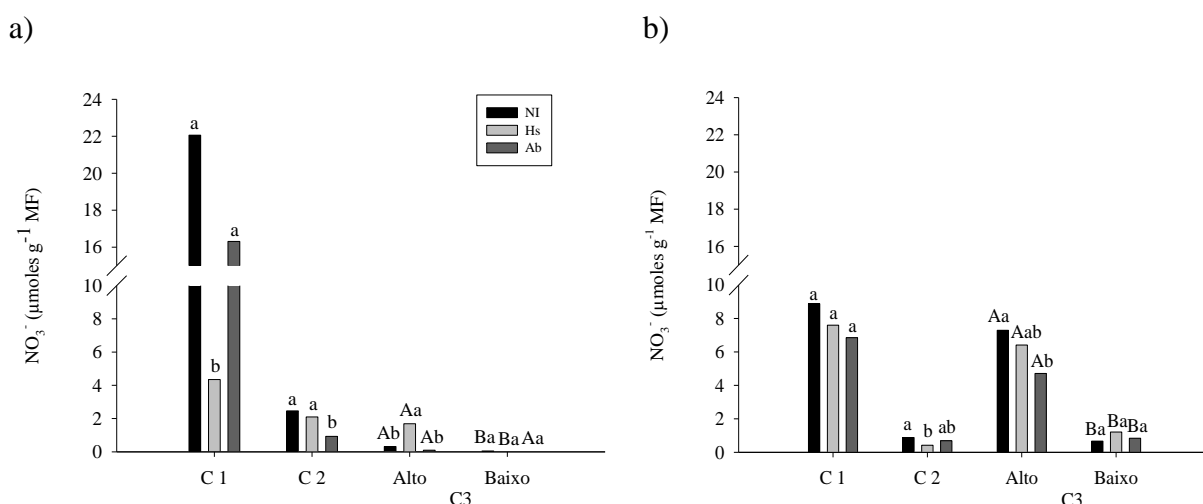 a)
24
22
20
18
16
10
8
6
4
2
0
NO₃⁻ (µmoles g⁻¹ MF)
NI
Hs
Ab
a b a
a a b
Ab Aa Ab
Ba Ba Aa
C 1 C 2 Alto Baixo
C3
b)
24
22
20
18
16
10
8
6
4
2
0
NO₃⁻ (µmoles g⁻¹ MF)
a a a
a b ab
Aa Aab Ab
Ba Ba Ba
C 1 C 2 Alto Baixo
C3